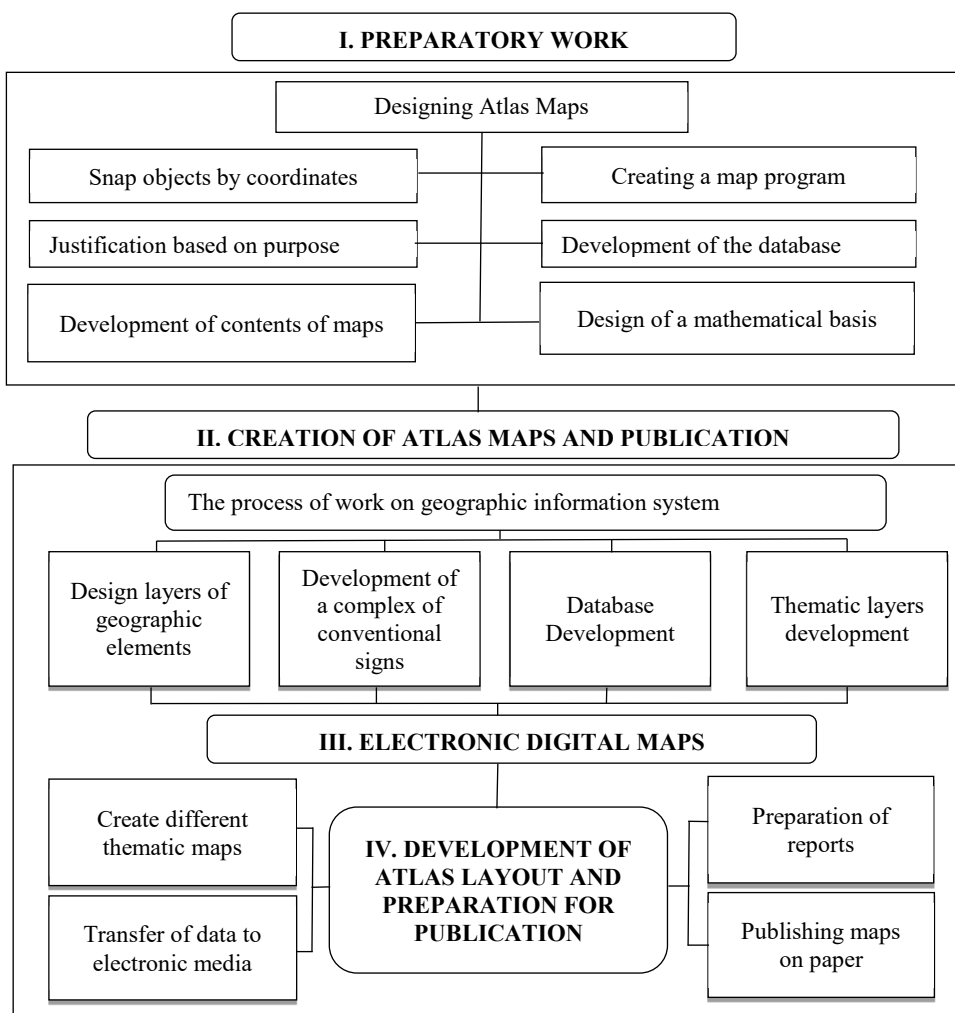 I. PREPARATORY WORK
Designing Atlas Maps
Snap objects by coordinates
Creating a map program
Justification based on purpose
Development of the database
Development of contents of maps
Design of a mathematical basis
II. CREATION OF ATLAS MAPS AND PUBLICATION
The process of work on geographic information system
Design layers of
geographic
elements
Development of
a complex of
conventional
signs
Database
Development
Thematic layers
development
III. ELECTRONIC DIGITAL MAPS
Create different
thematic maps
Transfer of data to
electronic media
IV. DEVELOPMENT OF
ATLAS LAYOUT AND
PREPARATION FOR
PUBLICATION
Preparation of
reports
Publishing maps
on paper